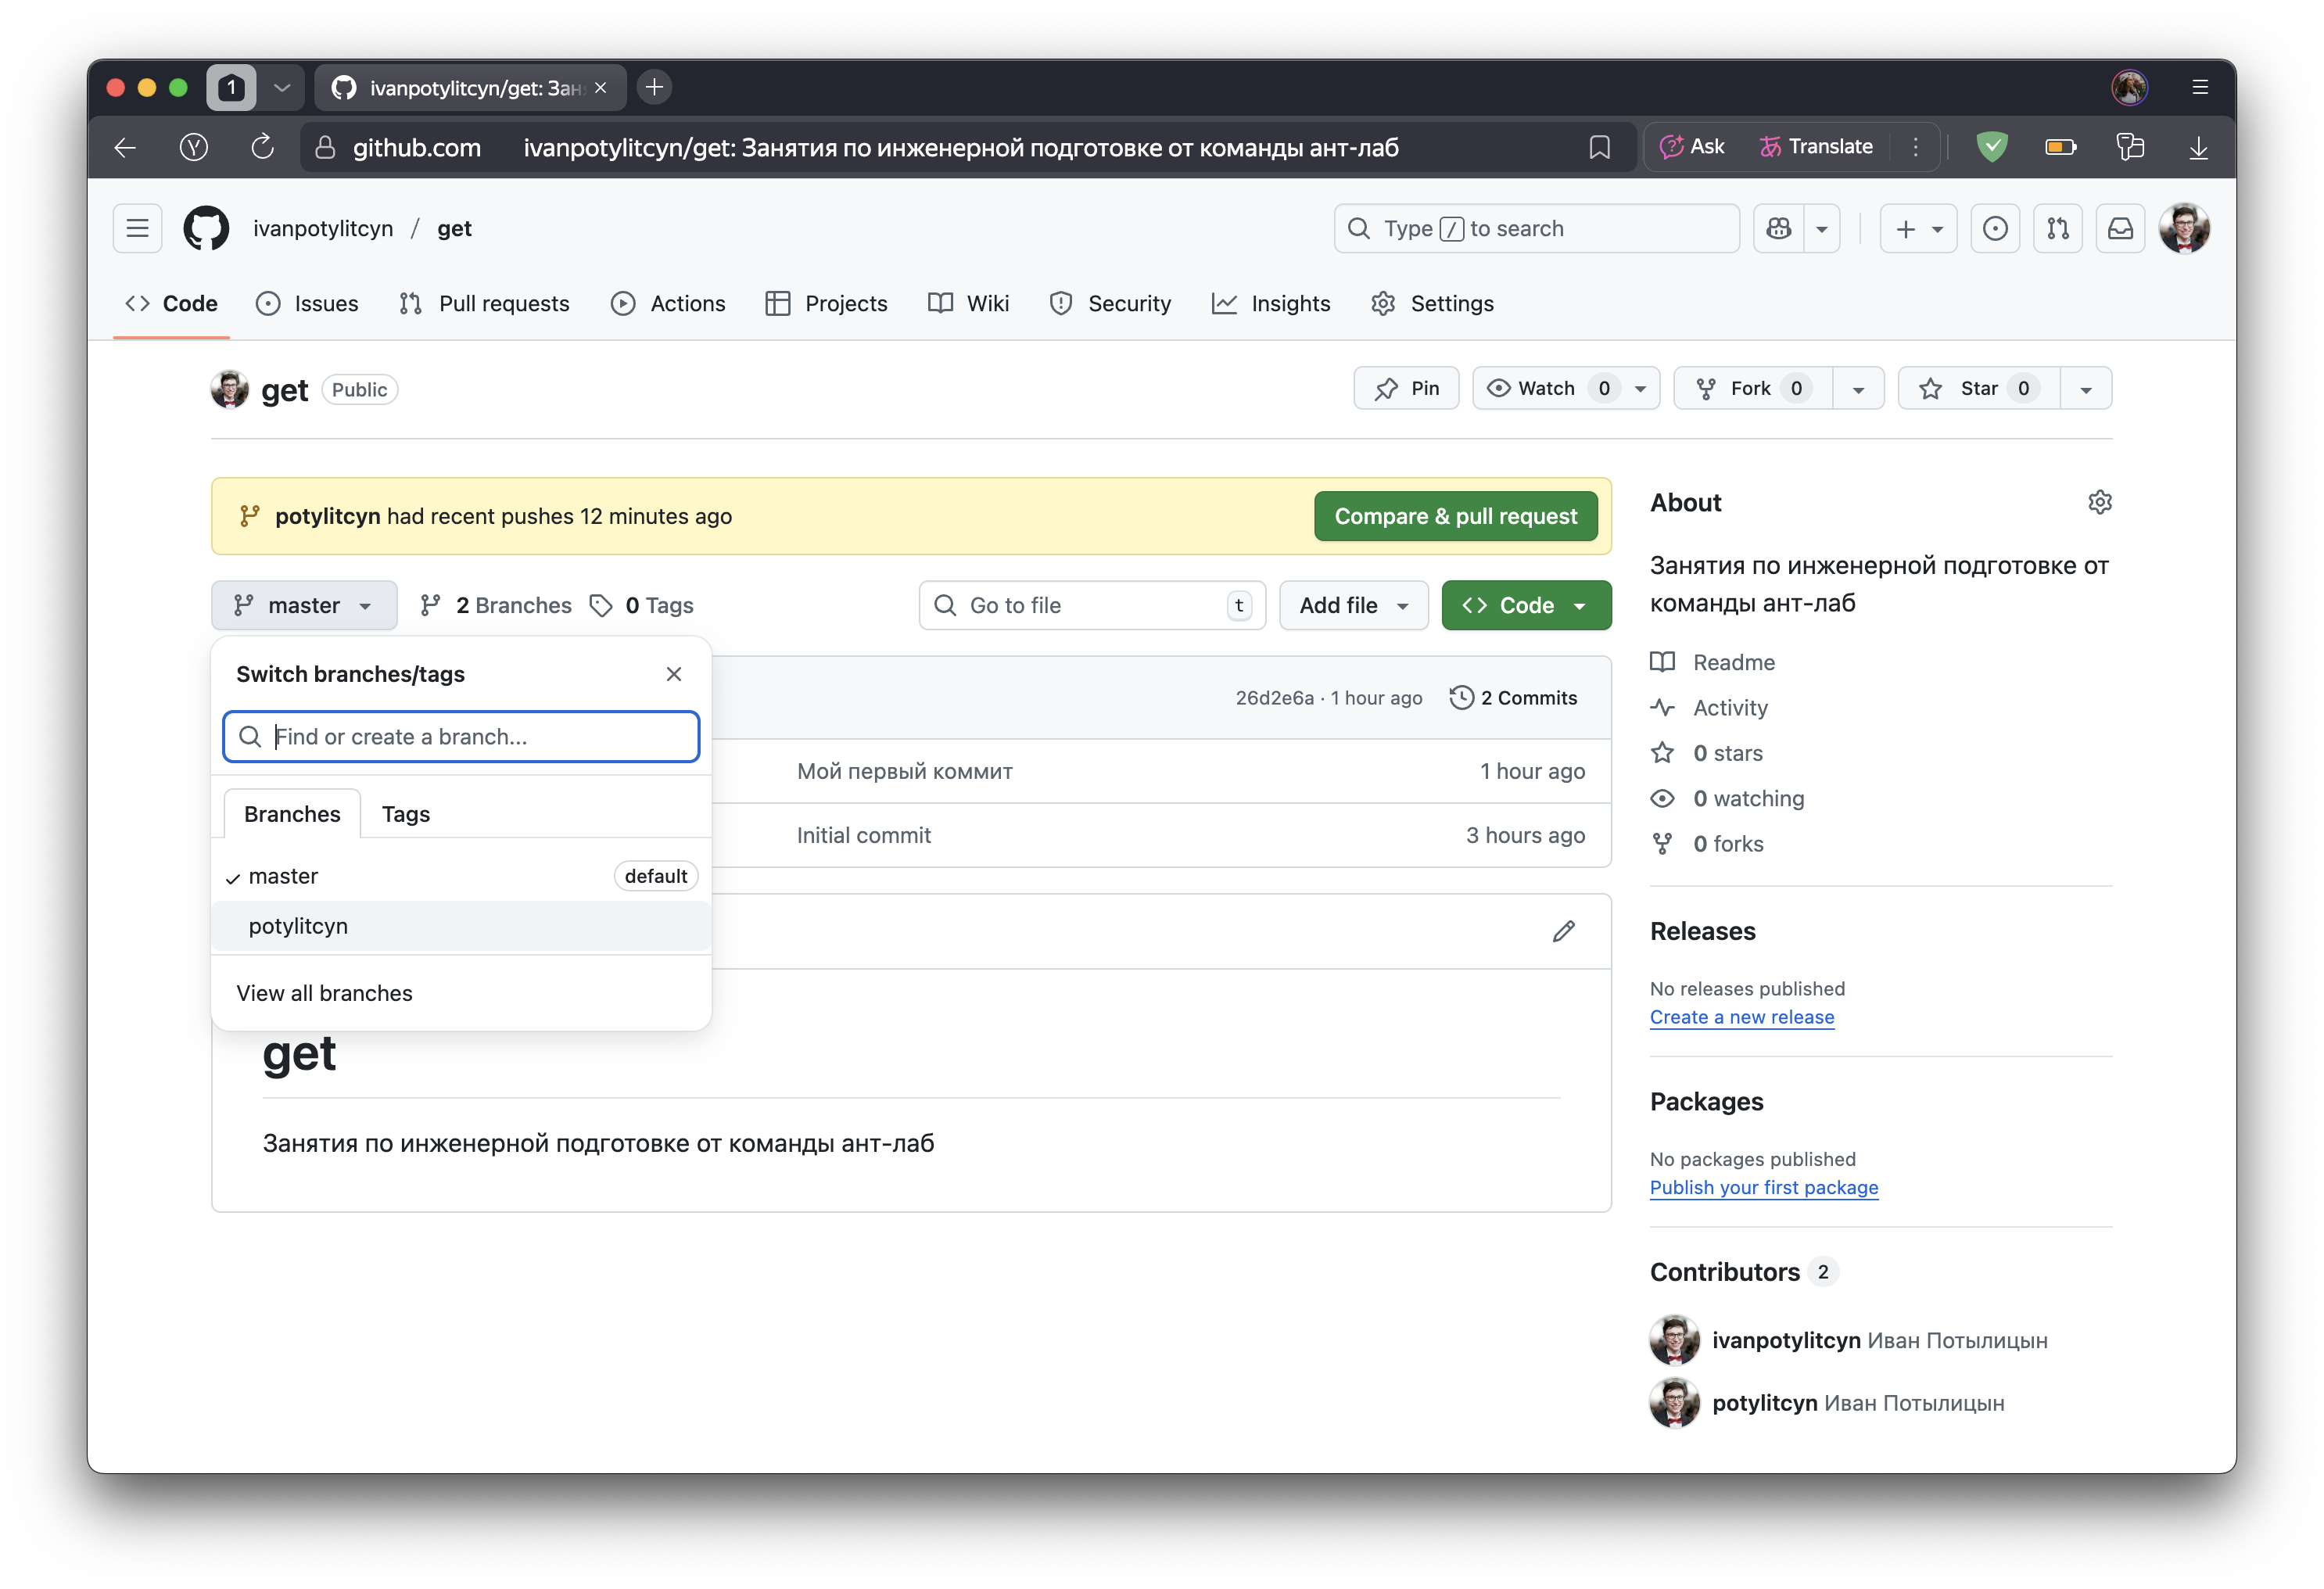 1
ivanpotylitcyn/get: Зан
github.com ivanpotylitcyn/get: Занятия по инженерной подготовке от команды ант-лаб
Ask Translate
ivanpotylitcyn / get
Type / to search
Code Issues Pull requests Actions Projects Wiki Security Insights Settings
get Public
Pin Watch 0 Fork 0 Star 0
potylitcyn had recent pushes 12 minutes ago
Compare & pull request
master 2 Branches 0 Tags
Go to file t
Add file
Code
Switch branches/tags
Find or create a branch...
Branches Tags
master default
potylitcyn
View all branches
26d2e6a · 1 hour ago 2 Commits
Мой первый коммит 1 hour ago
Initial commit 3 hours ago
get
Занятия по инженерной подготовке от команды ант-лаб
About
Занятия по инженерной подготовке от
команды ант-лаб
Readme
Activity
0 stars
0 watching
0 forks
Releases
No releases published
Create a new release
Packages
No packages published
Publish your first package
Contributors 2
ivanpotylitcyn Иван Потылицын
potylitcyn Иван Потылицын